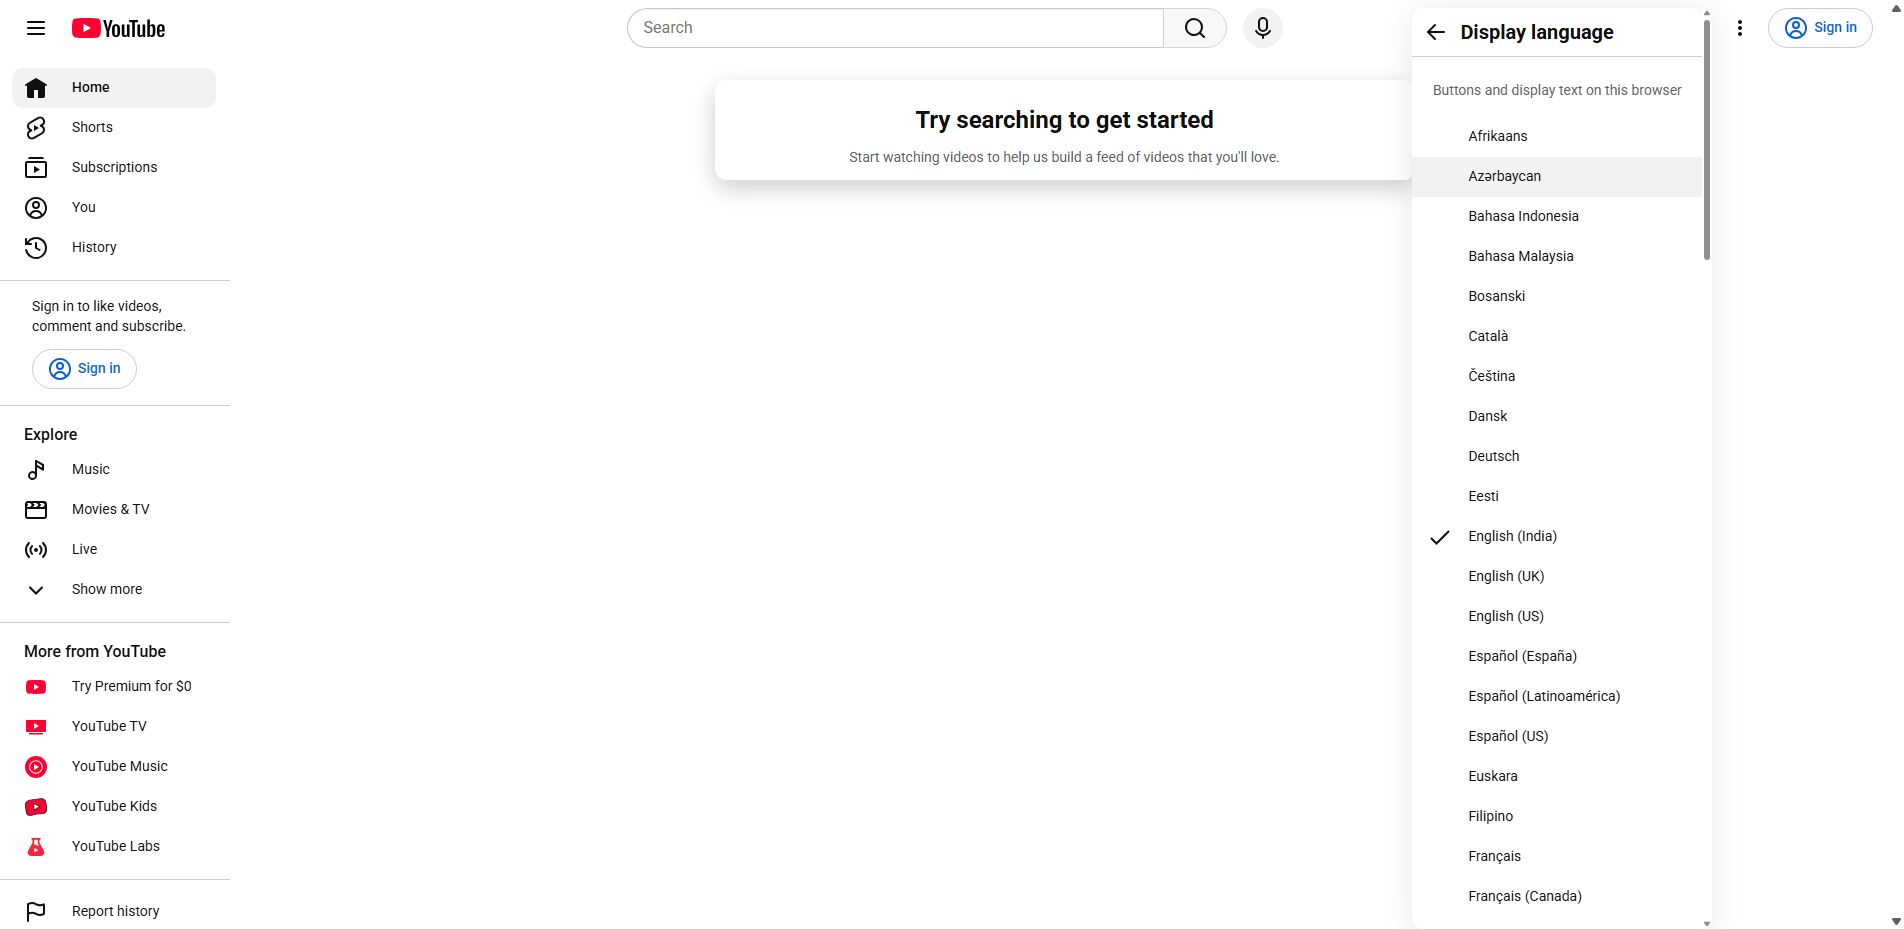 YouTube
Search
Sign in
Home
Shorts
Subscriptions
You
History
Sign in to like videos,
comment and subscribe.
Sign in
Explore
Music
Movies & TV
Live
Show more
More from YouTube
Try Premium for $0
YouTube TV
YouTube Music
YouTube Kids
YouTube Labs
Report history
Try searching to get started
Start watching videos to help us build a feed of videos that you'll love.
Display language
Buttons and display text on this browser
Afrikaans
Azərbaycan
Bahasa Indonesia
Bahasa Malaysia
Bosanski
Català
Čeština
Dansk
Deutsch
Eesti
English (India)
English (UK)
English (US)
Español (España)
Español (Latinoamérica)
Español (US)
Euskara
Filipino
Français
Français (Canada)